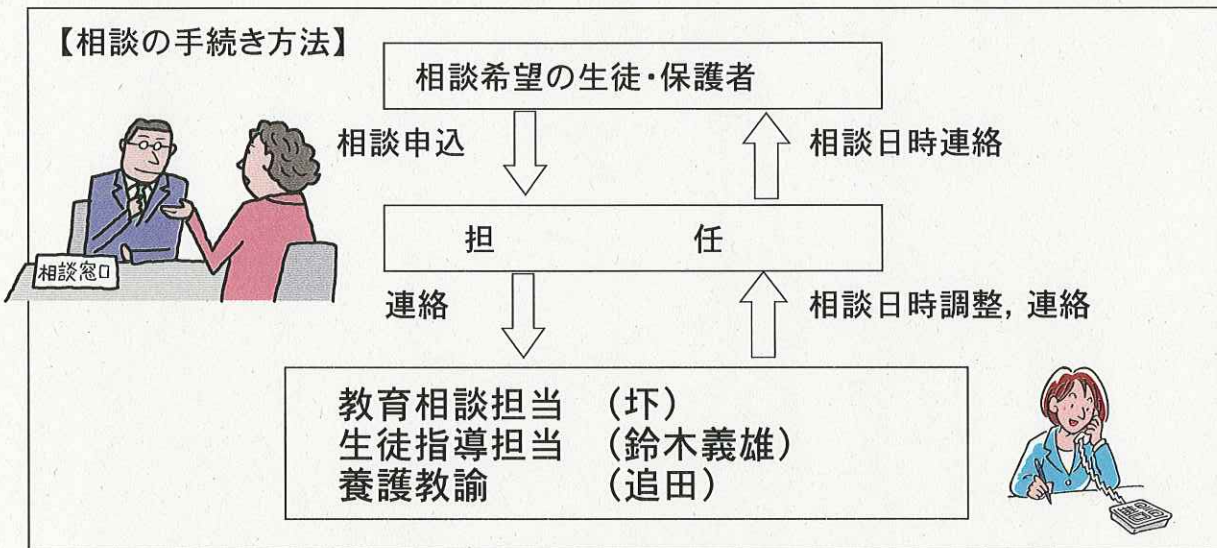 【相談の手続き方法】
相談希望の生徒・保護者
相談申込
相談日時連絡
担 任
相談窓口
連絡
相談日時調整，連絡
教育相談担当 （圷）
生徒指導担当 （鈴木義雄）
養護教諭 （追田）